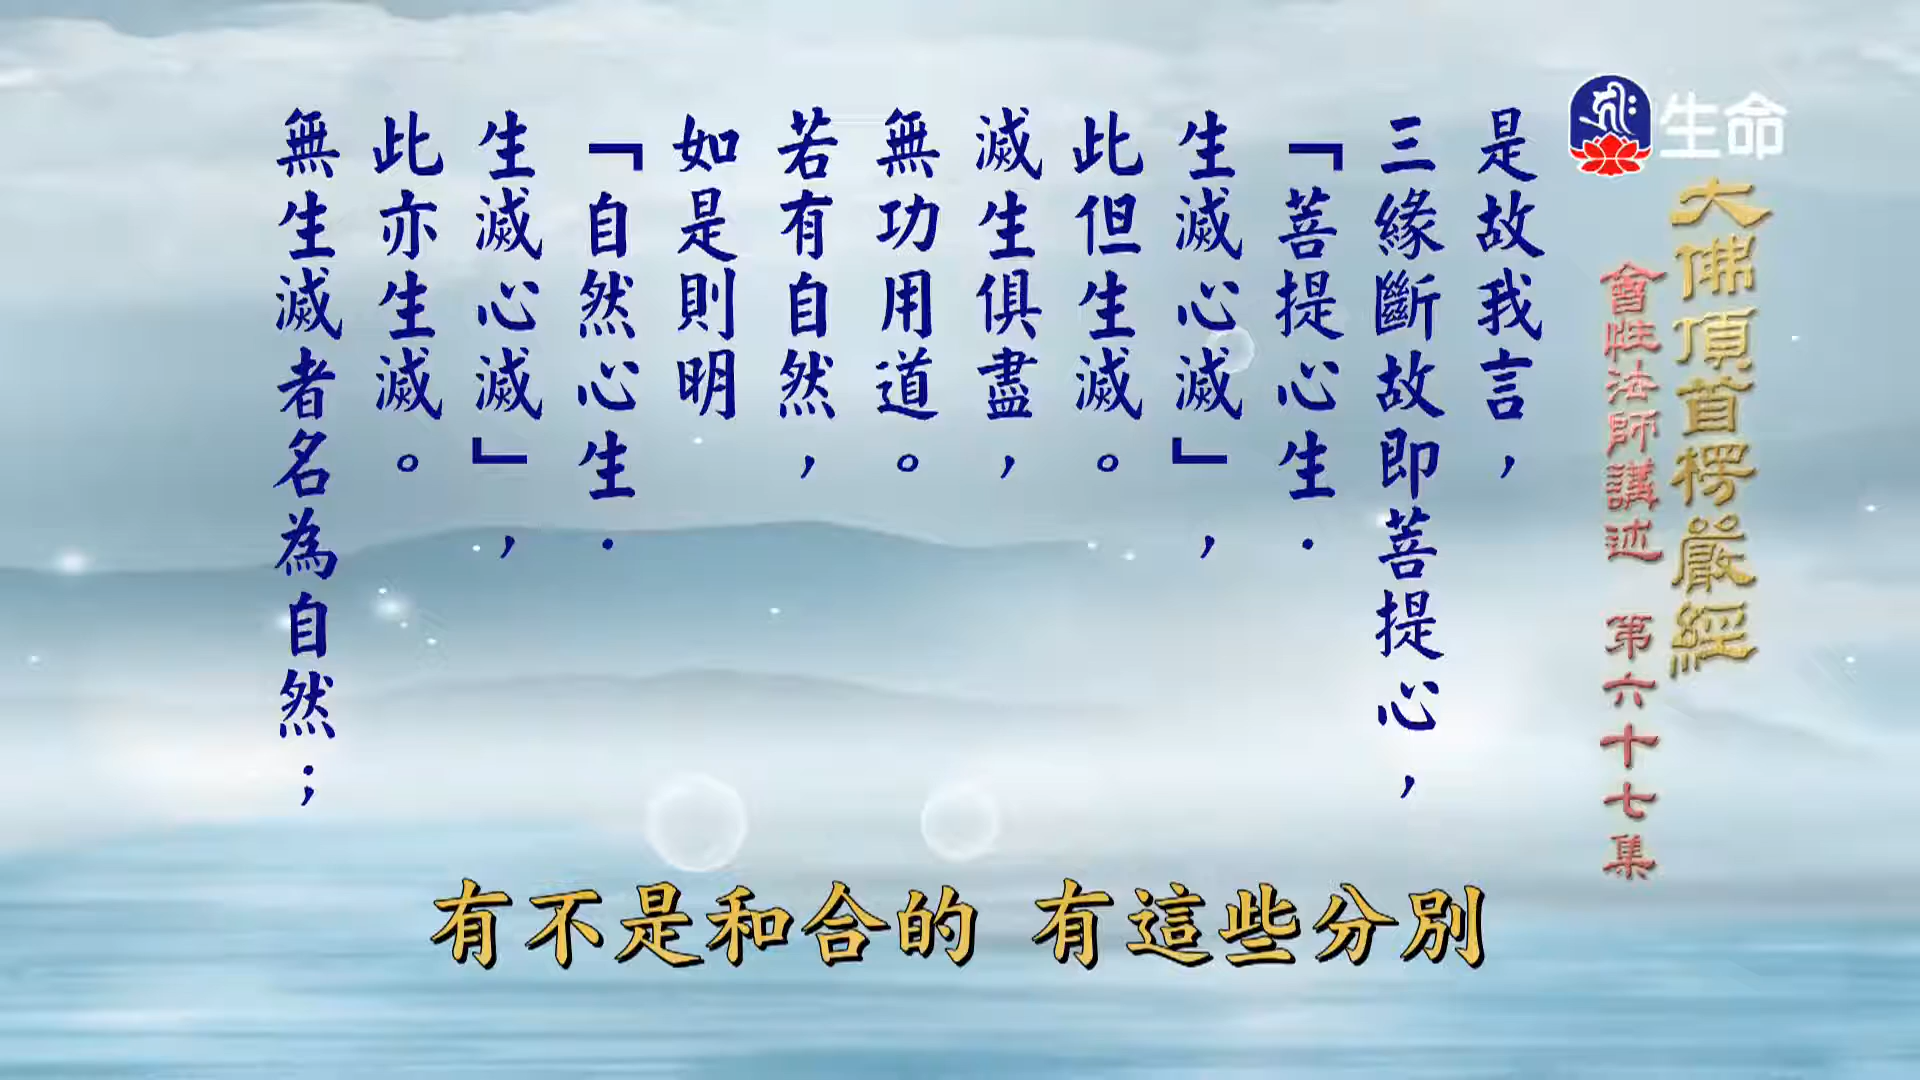 生命
大佛頂首楞嚴經
會性法師講述 第六十七集
是故我言，
三緣斷故即菩提心，
「菩提心生．
生滅心滅」，
此但生滅。
滅生俱盡，
無功用道。
若有自然，
如是則明
「自然心生．
生滅心滅」，
此亦生滅。
無生滅者名為自然；
有不是和合的 有這些分別